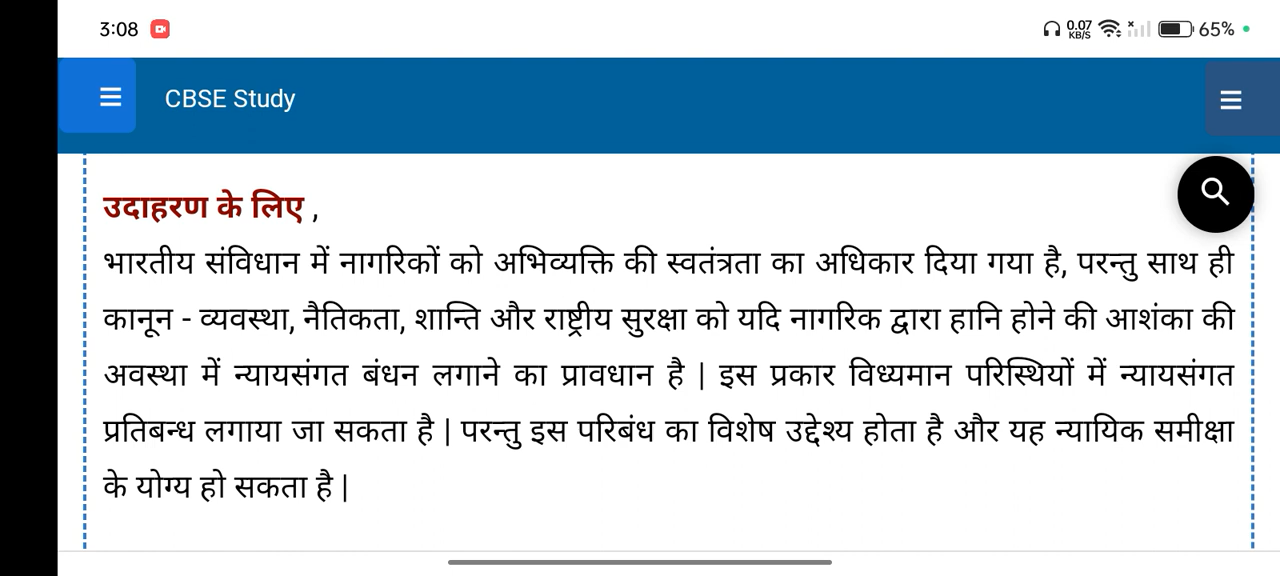 3:08
0.07 KB/S 65%
CBSE Study
उदाहरण के लिए ,
भारतीय संविधान में नागरिकों को अभिव्यक्ति की स्वतंत्रता का अधिकार दिया गया है, परन्तु साथ ही
कानून - व्यवस्था, नैतिकता, शान्ति और राष्ट्रीय सुरक्षा को यदि नागरिक द्वारा हानि होने की आशंका की
अवस्था में न्यायसंगत बंधन लगाने का प्रावधान है | इस प्रकार विध्यमान परिस्थियों में न्यायसंगत
प्रतिबन्ध लगाया जा सकता है | परन्तु इस परिबंध का विशेष उद्देश्य होता है और यह न्यायिक समीक्षा
के योग्य हो सकता है |